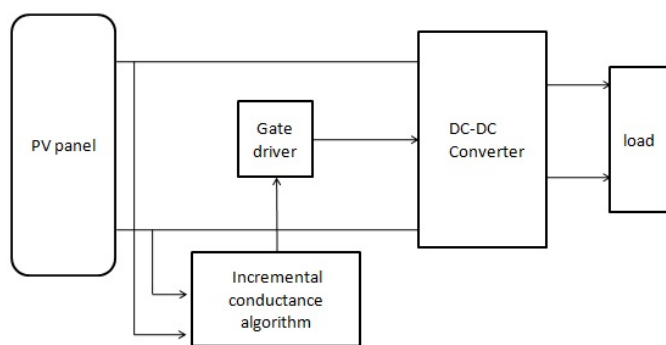 PV panel
Gate
driver
DC-DC
Converter
load
Incremental
conductance
algorithm